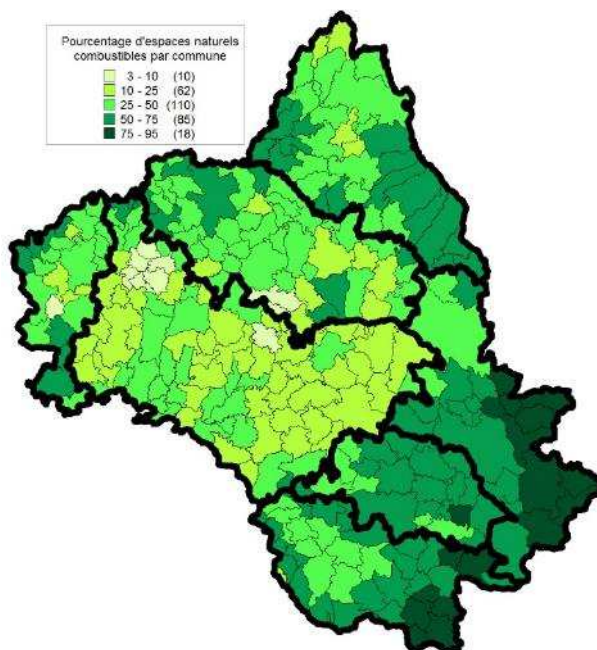 Pourcentage d'espaces naturels
combustibles par commune
3 - 10 (10)
10 - 25 (62)
25 - 50 (110)
50 - 75 (85)
75 - 95 (18)